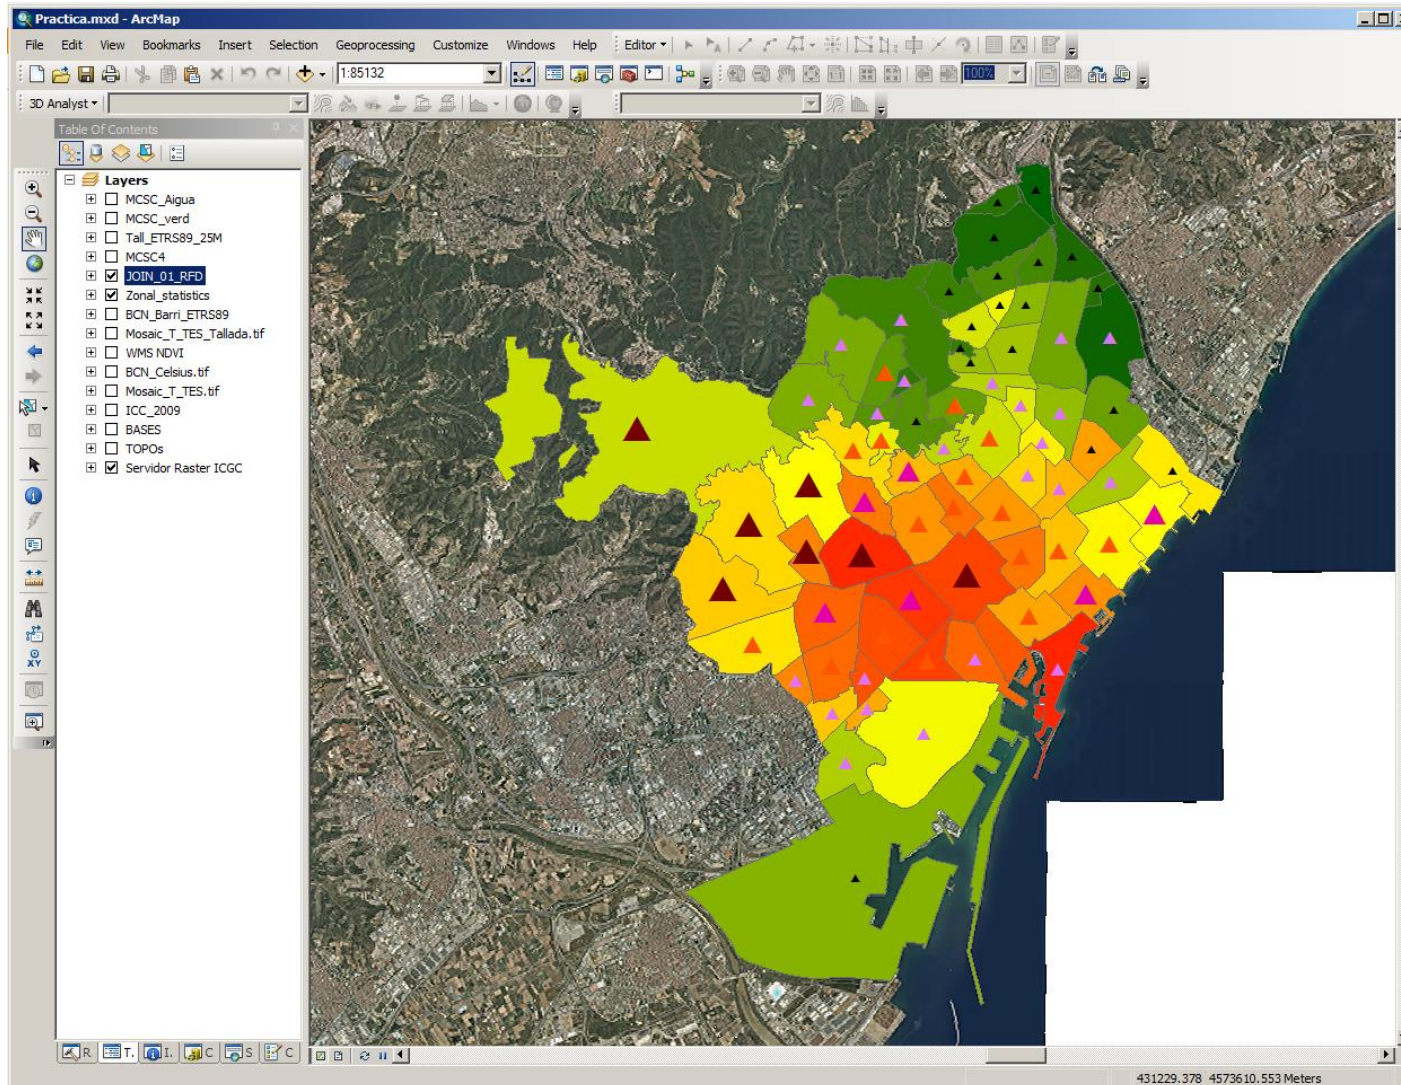 Practica.mxd - ArcMap
File Edit View Bookmarks Insert Selection Geoprocessing Customize Windows Help Editor
1:85132 100%
3D Analyst
Table Of Contents
Layers
MCSC_Aigua
MCSC_verd
Tall_ETRS89_25M
MCSC4
JOIN_01_RFD
Zonal_statistics
BCN_Barri_ETRS89
Mosaic_T_TES_Tallada.tif
WMS NDVI
BCN_Celsius.tif
Mosaic_T_TES.tif
ICC_2009
BASES
TOPOs
Servidor Raster ICGC
XY
R T. I. C S C
431229.378 4573610.553 Meters